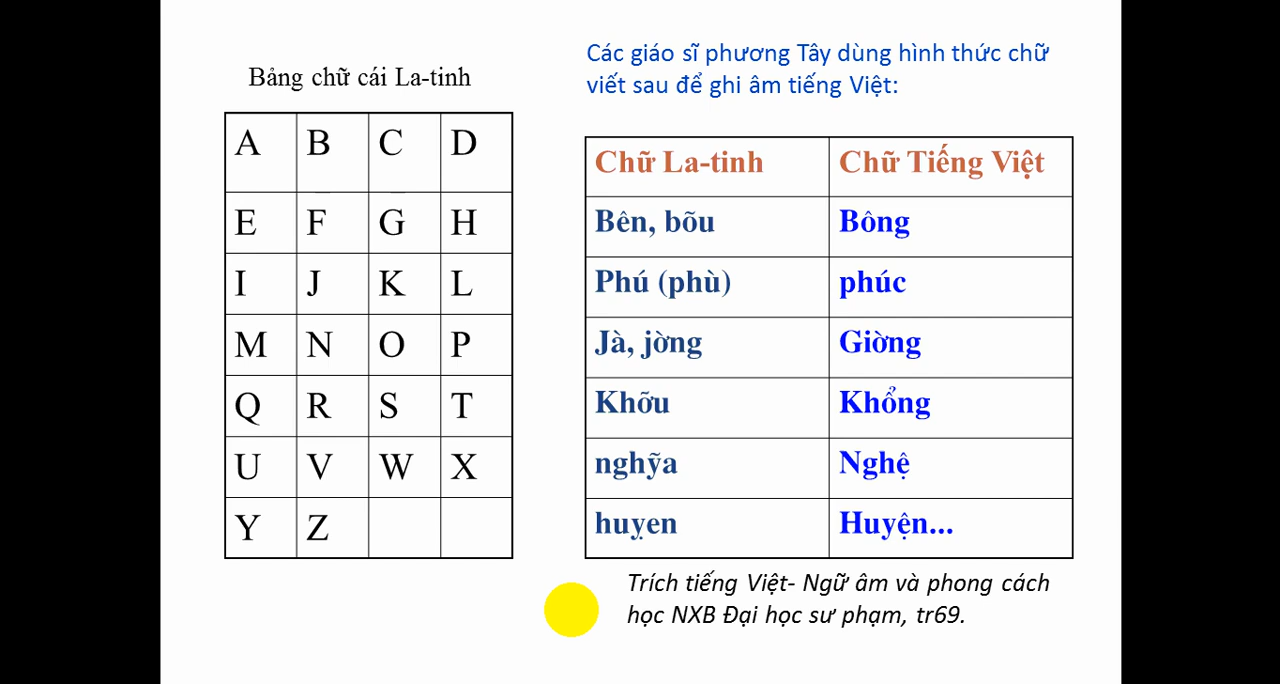 Bảng chữ cái La-tinh
A B C D
E F G H
I J K L
M N O P
Q R S T
U V W X
Y Z
Các giáo sĩ phương Tây dùng hình thức chữ
viết sau để ghi âm tiếng Việt:
Chữ La-tinh Chữ Tiếng Việt
Bên, bõu Bông
Phú (phù) phúc
Jà, jờng Giờng
Khỡu Khổng
nghỹa Nghệ
huỵen Huyện...
Trích tiếng Việt- Ngữ âm và phong cách
học NXB Đại học sư phạm, tr69.